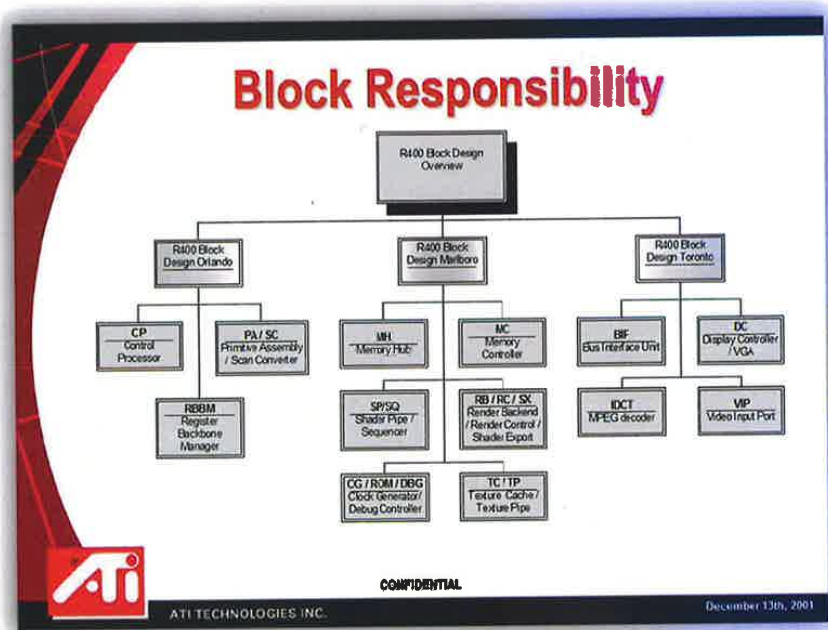 Block Responsibility
R400 Block Design
Overview
R400 Block
Design Orlando
R400 Block
Design Marlboro
R400 Block
Design Toronto
CP
Control
Processor
PA / SC
Primitive Assembly
/ Scan Converter
RBBM
Register
Backbone
Manager
MH
Memory Hub
MC
Memory
Controller
SP/SQ
Shader Pipe /
Sequencer
RB / RC / SX
Render Backend
/ Render Control /
Shader Export
CG / ROM / DBG
Clock Generator/
Debug Controller
TC / TP
Texture Cache /
Texture Pipe
BIF
Bus Interface Unit
DC
Display Controller
/ VGA
IDCT
MPEG decoder
VIP
Video Input Port
CONFIDENTIAL
ATI
ATI TECHNOLOGIES INC.
December 13th, 2001